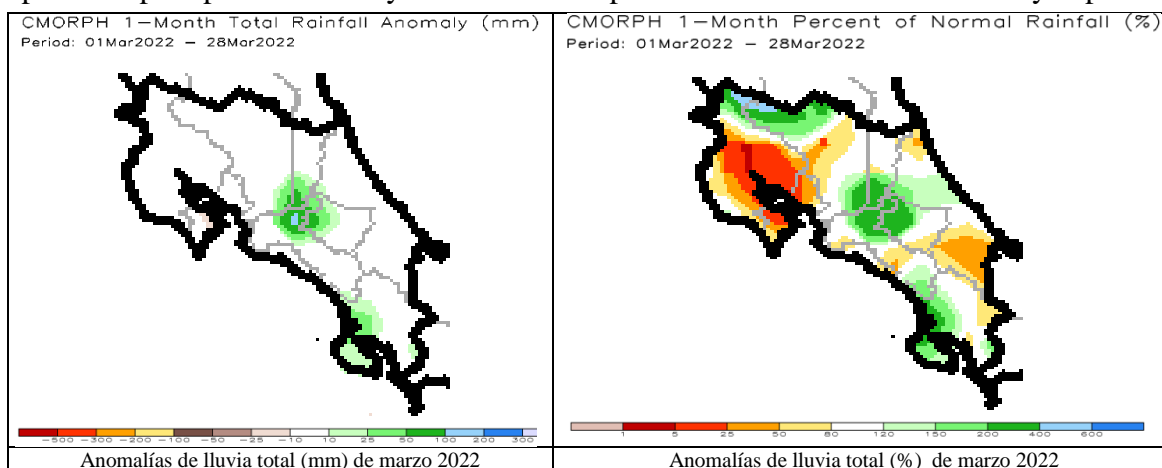 CMORPH 1-Month Total Rainfall Anomaly (mm)
Period: 01Mar2022 – 28Mar2022
-500 -300 -200 -100 -50 -25 -10 10 25 50 100 200
Anomalías de lluvia total (mm) de marzo 2022
CMORPH 1-Month Percent of Normal Rainfall (%)
Period: 01Mar2022 – 28Mar2022
1 5 25 50 80 120 150 200 400 600
Anomalías de lluvia total (%) de marzo 2022